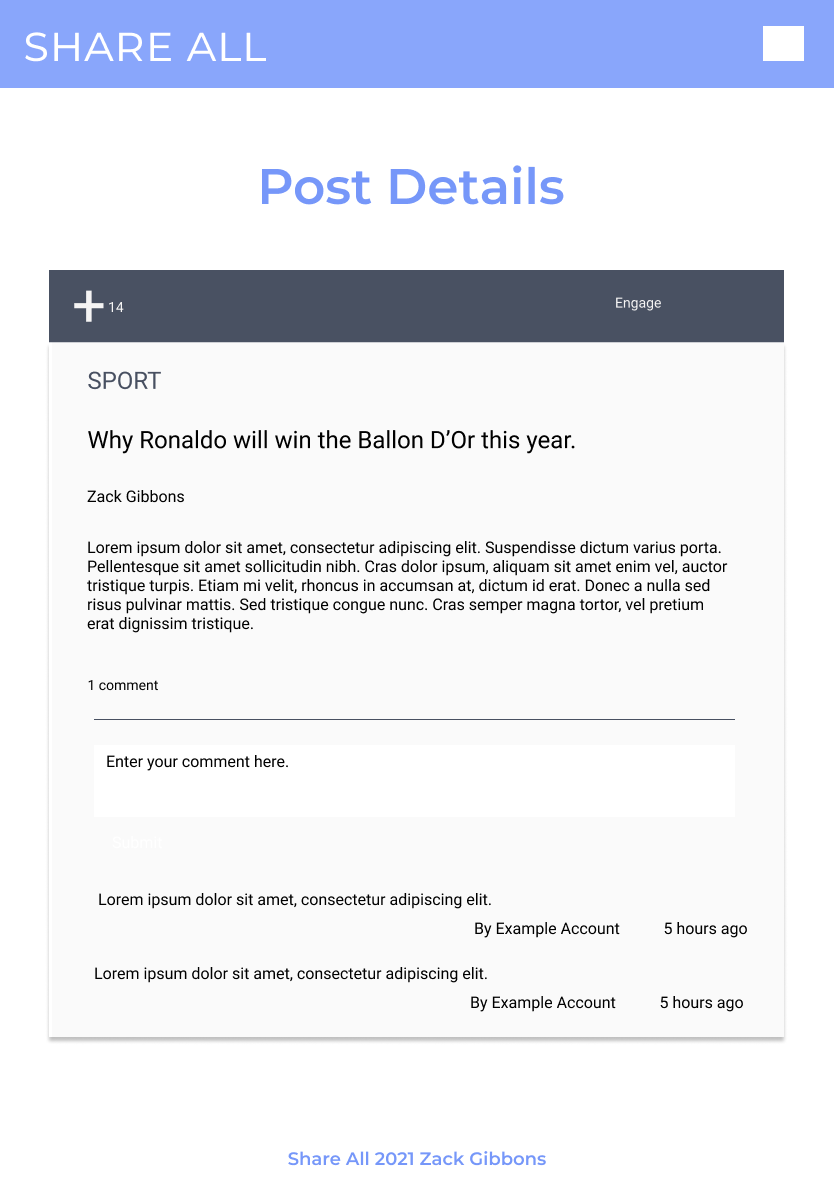 SHARE ALL
Post Details
14
Engage
SPORT
Why Ronaldo will win the Ballon D’Or this year.
Zack Gibbons
Lorem ipsum dolor sit amet, consectetur adipiscing elit. Suspendisse dictum varius porta.
Pellentesque sit amet sollicitudin nibh. Cras dolor ipsum, aliquam sit amet enim vel, auctor
tristique turpis. Etiam mi velit, rhoncus in accumsan at, dictum id erat. Donec a nulla sed
risus pulvinar mattis. Sed tristique congue nunc. Cras semper magna tortor, vel pretium
erat dignissim tristique.
1 comment
Enter your comment here.
Submit
Lorem ipsum dolor sit amet, consectetur adipiscing elit.
By Example Account 5 hours ago
Lorem ipsum dolor sit amet, consectetur adipiscing elit.
By Example Account 5 hours ago
Share All 2021 Zack Gibbons